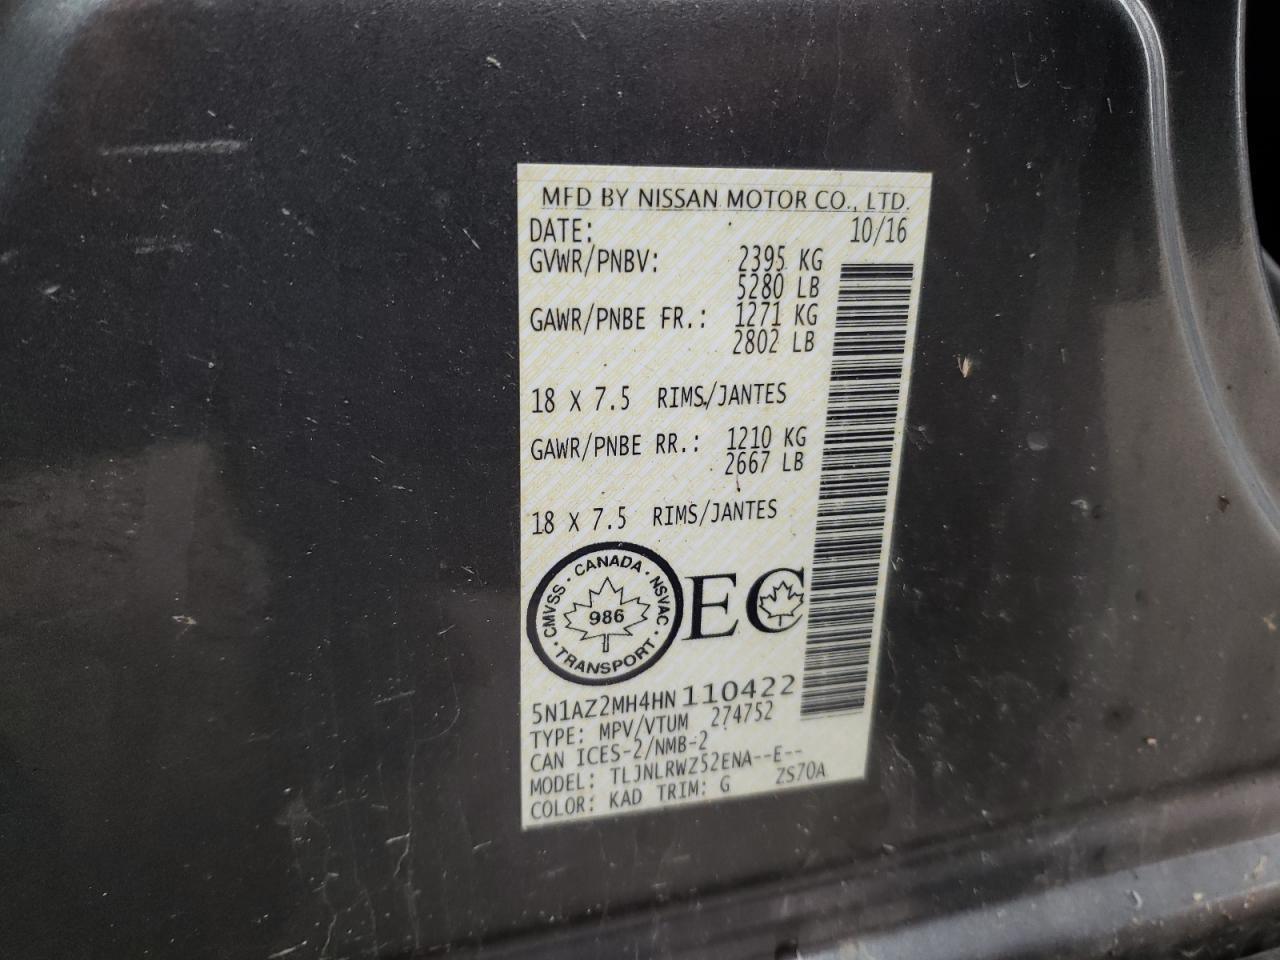 MFD BY NISSAN MOTOR CO., LTD.
DATE: 10/16
GVWR/PNBV: 2395 KG
5280 LB
GAWR/PNBE FR.: 1271 KG
2802 LB
18 X 7.5 RIMS/JANTES
GAWR/PNBE RR.: 1210 KG
2667 LB
18 X 7.5 RIMS/JANTES
CMVSS · CANADA · NSVAC · TRANSPORT ·
986
EC
5N1AZ2MH4HN110422
TYPE: MPV/VTUM 274752
CAN ICES-2/NMB-2
MODEL: TLJNLRWZ52ENA--E--
COLOR: KAD TRIM: G ZS70A